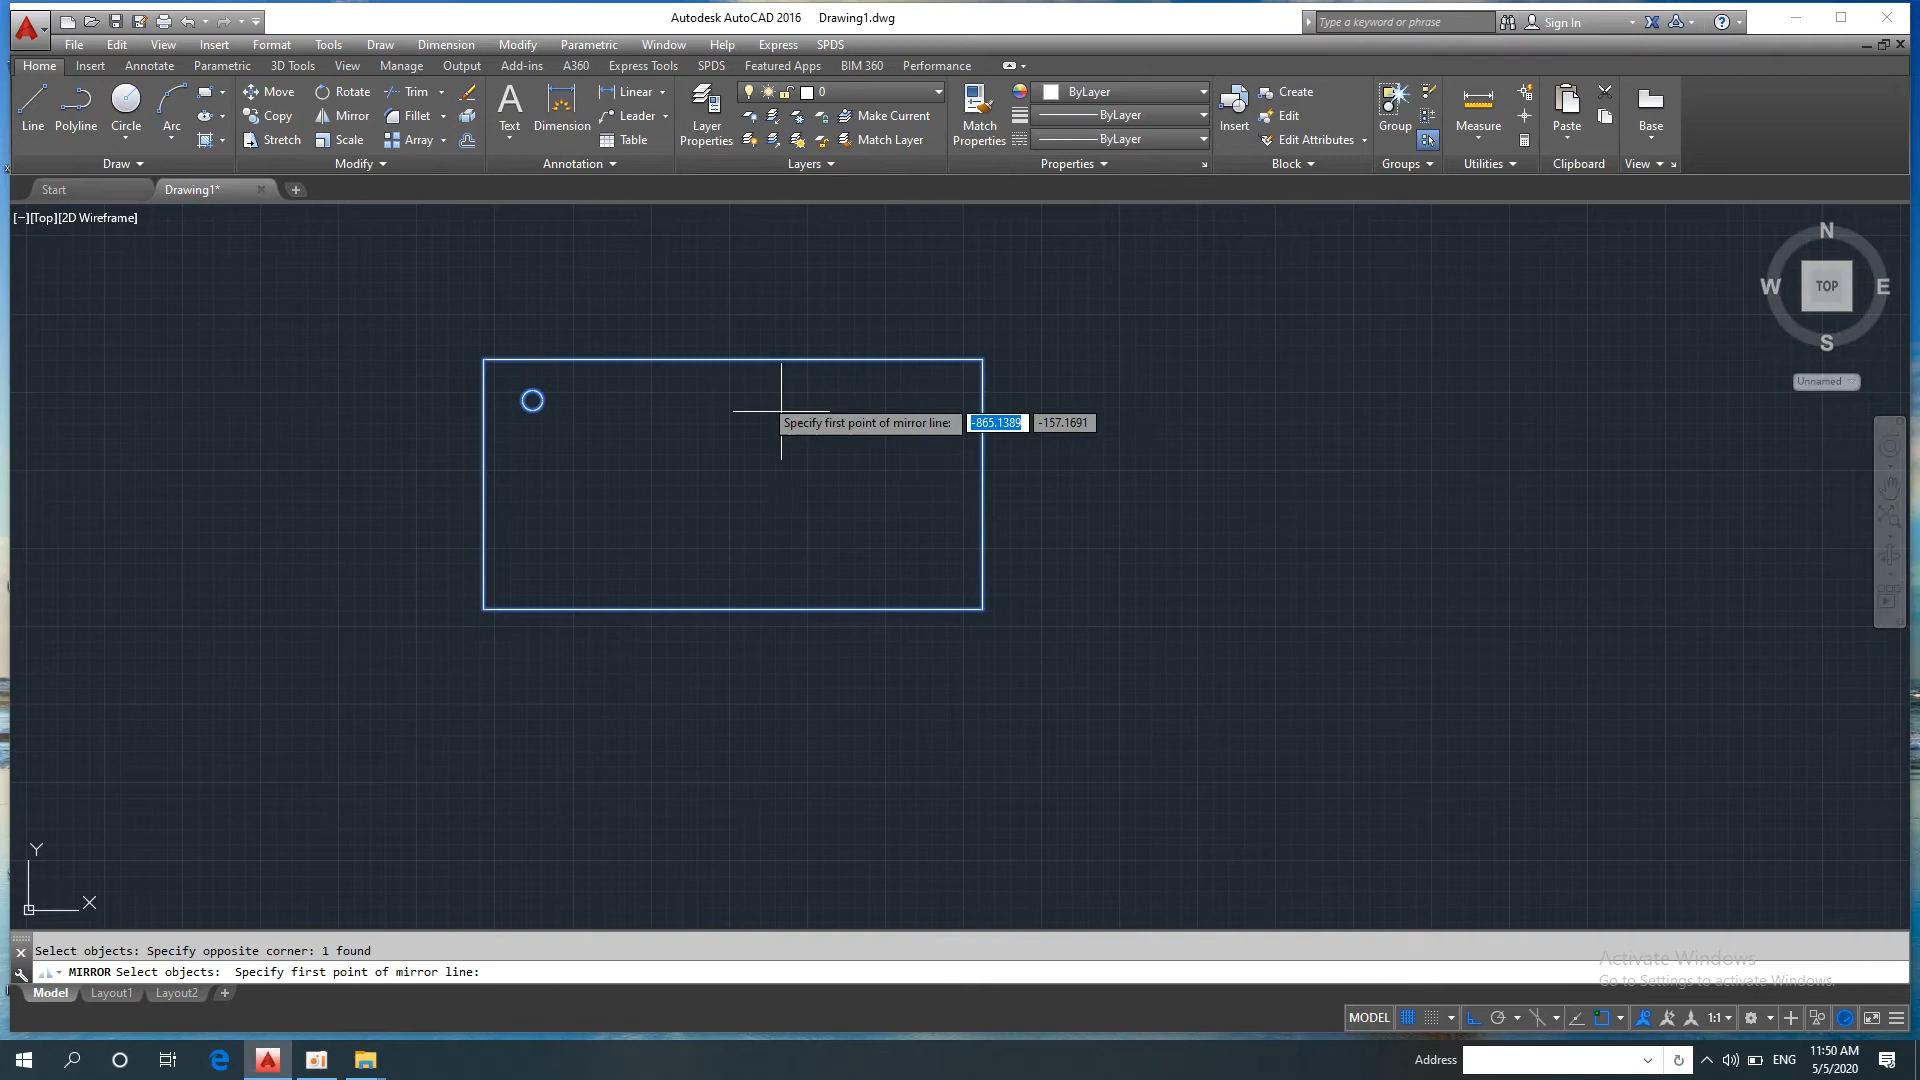 Autodesk AutoCAD 2016 Drawing1.dwg
Type a keyword or phrase
Sign In
File Edit View Insert Format Tools Draw Dimension Modify Parametric Window Help Express SPDS
Home Insert Annotate Parametric 3D Tools View Manage Output Add-ins A360 Express Tools SPDS Featured Apps BIM 360 Performance
Line Polyline Circle Arc
Move Rotate Trim
Copy Mirror Fillet
Stretch Scale Array
Text Dimension
Linear
Leader
Table
Layer Properties
0
Make Current
Match Layer
Match Properties
ByLayer
ByLayer
ByLayer
Insert
Create
Edit
Edit Attributes
Group
Measure
Paste
Base
Draw Modify Annotation Layers Properties Block Groups Utilities Clipboard View
Start Drawing1*
[−][Top][2D Wireframe]
N
W TOP E
S
Unnamed
Specify first point of mirror line: -865.1389 -157.1691
Y
X
Select objects: Specify opposite corner: 1 found
MIRROR Select objects: Specify first point of mirror line:
Activate Windows
Go to Settings to activate Windows.
Model Layout1 Layout2
MODEL 1:1
Address
ENG
11:50 AM
5/5/2020